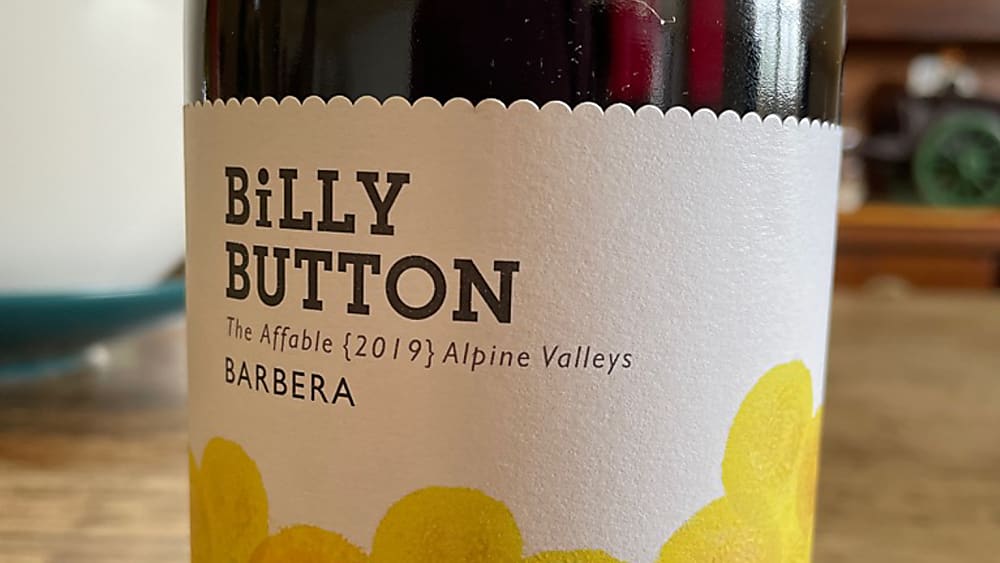 BiLLY
BUTTON
The Affable {2019} Alpine Valleys
BARBERA